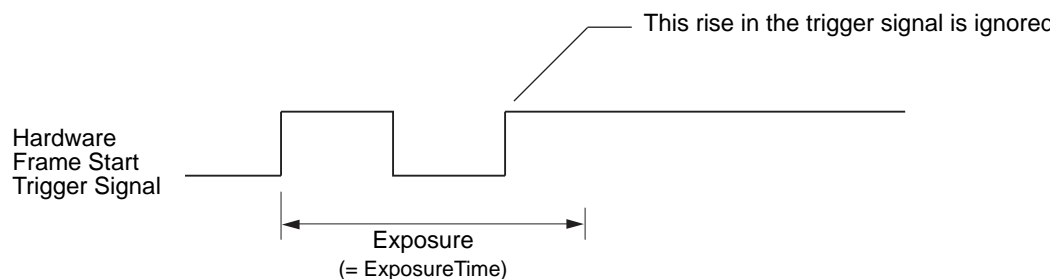 This rise in the trigger signal is ignored
Hardware
Frame Start
Trigger Signal
Exposure
(= ExposureTime)